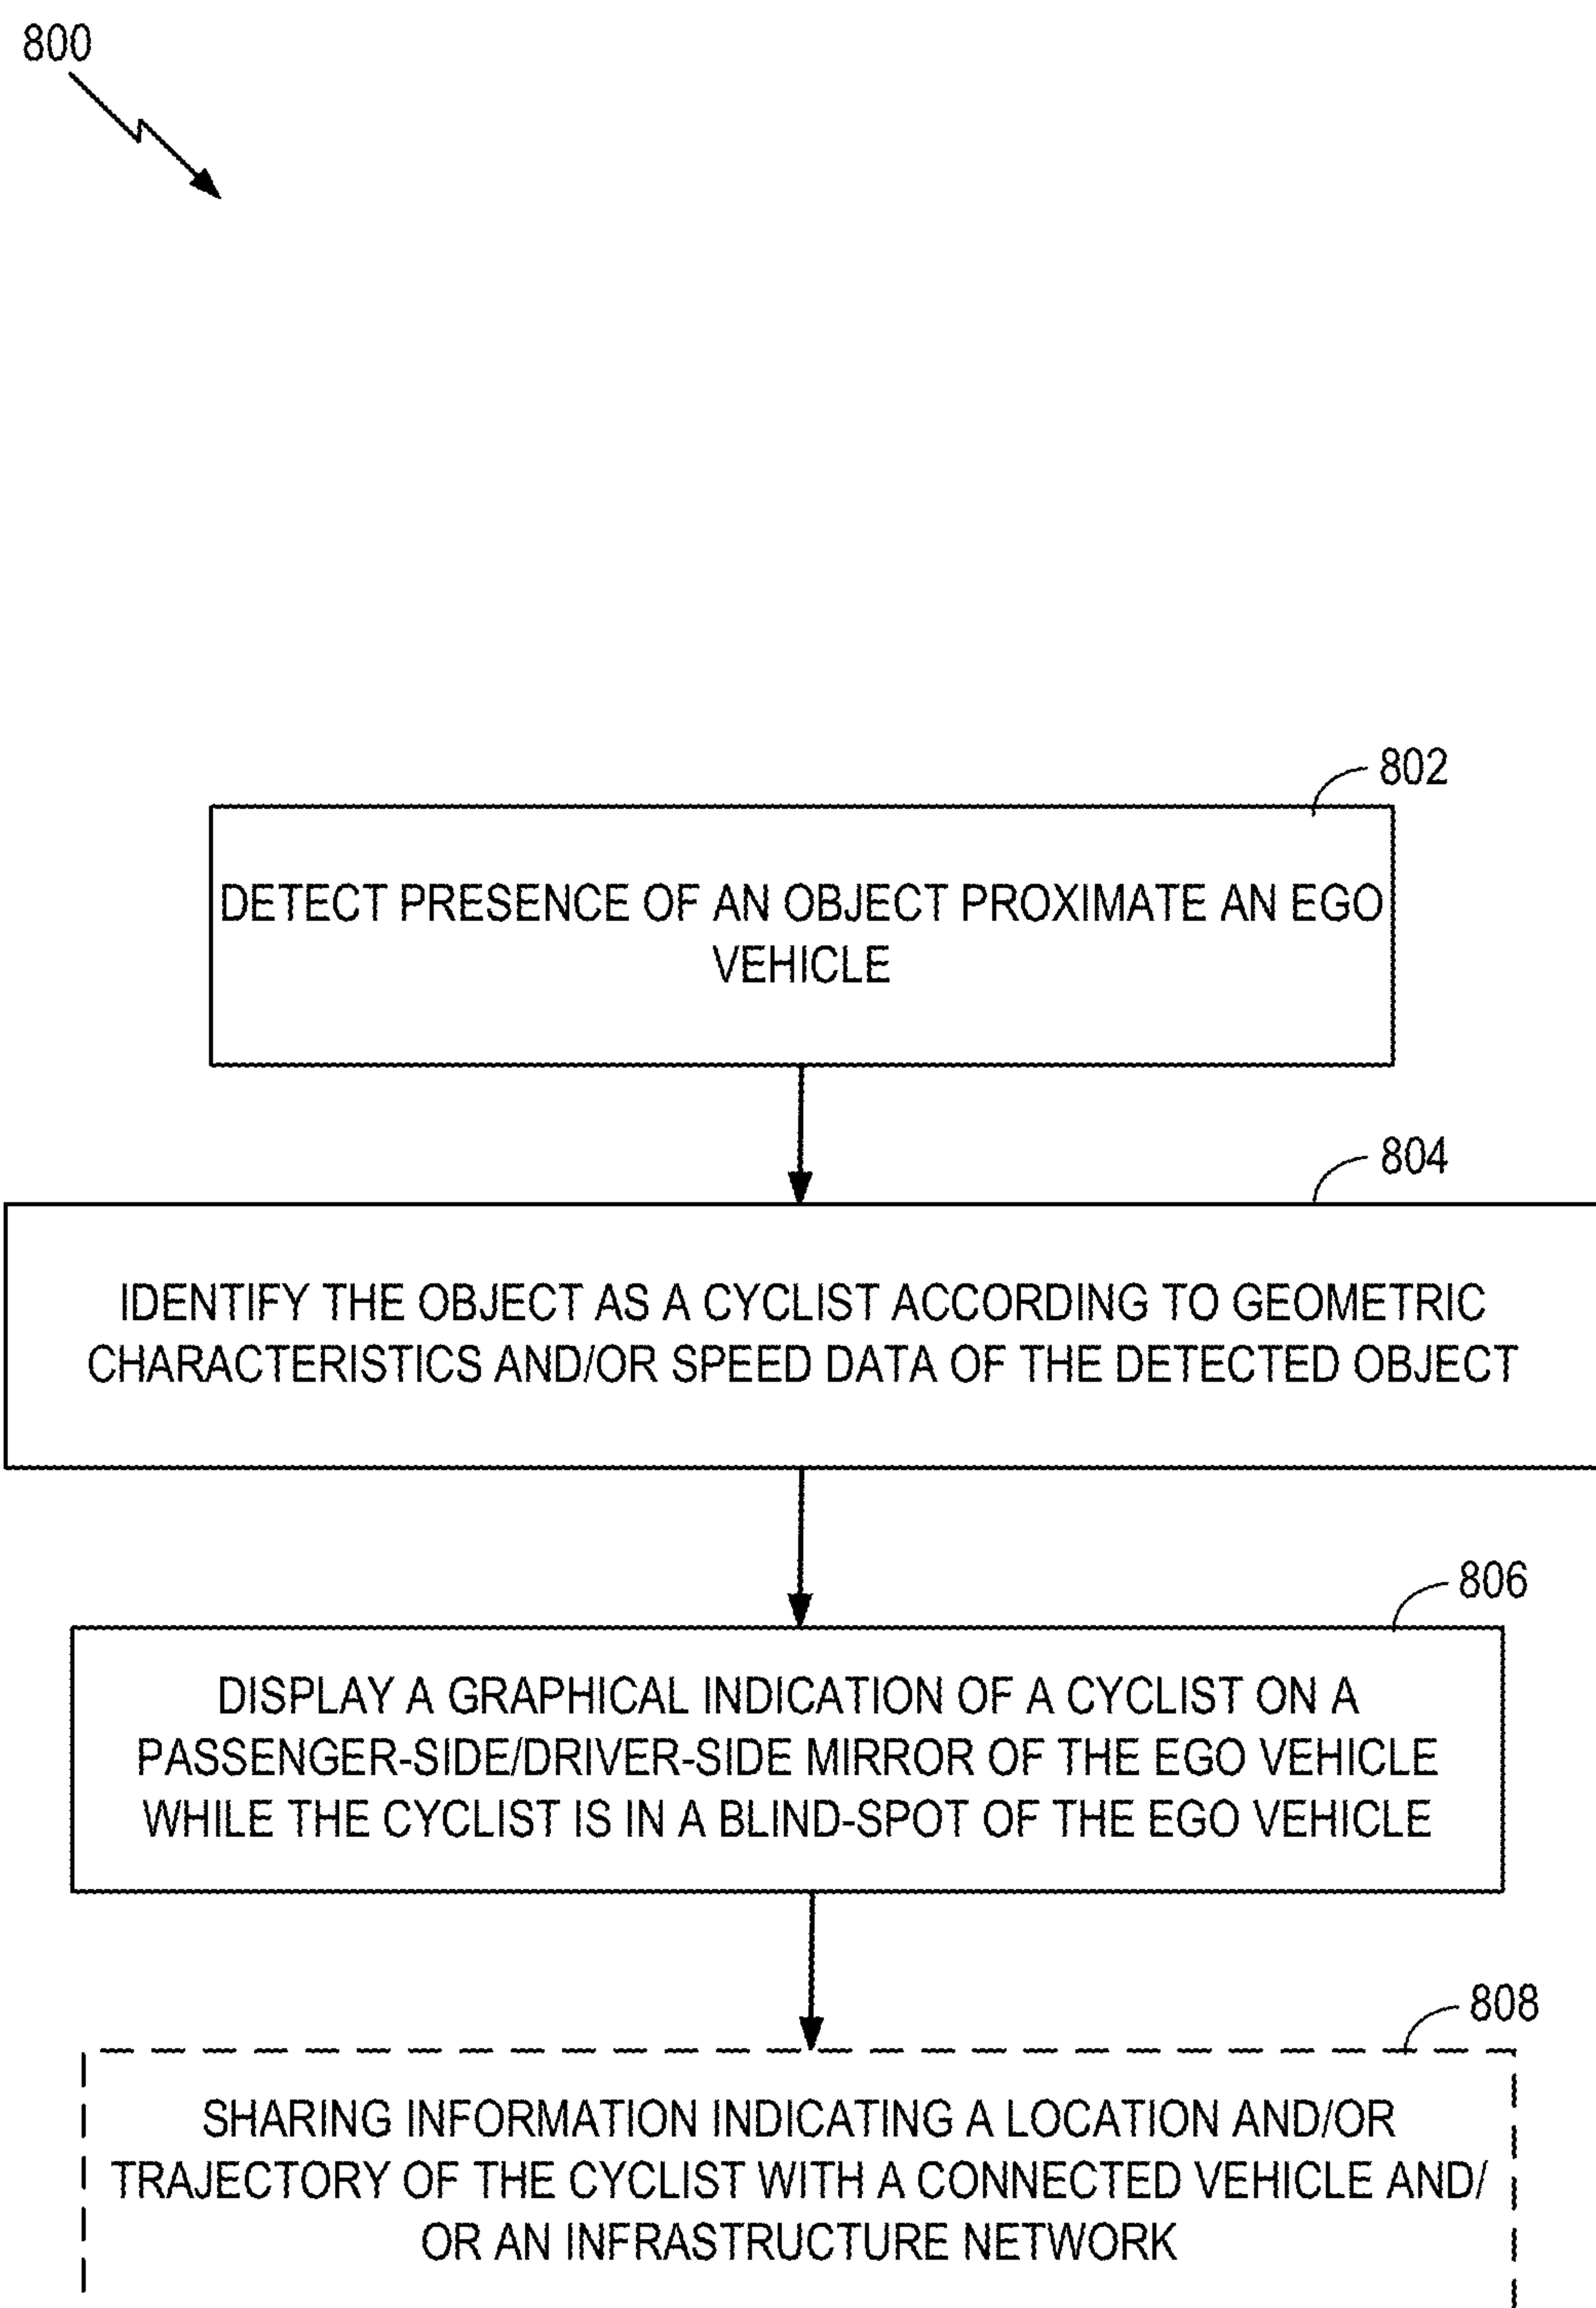 800
802
DETECT PRESENCE OF AN OBJECT PROXIMATE AN EGO
VEHICLE
804
IDENTIFY THE OBJECT AS A CYCLIST ACCORDING TO GEOMETRIC
CHARACTERISTICS AND/OR SPEED DATA OF THE DETECTED OBJECT
806
DISPLAY A GRAPHICAL INDICATION OF A CYCLIST ON A
PASSENGER-SIDE/DRIVER-SIDE MIRROR OF THE EGO VEHICLE
WHILE THE CYCLIST IS IN A BLIND-SPOT OF THE EGO VEHICLE
808
SHARING INFORMATION INDICATING A LOCATION AND/OR
TRAJECTORY OF THE CYCLIST WITH A CONNECTED VEHICLE AND/
OR AN INFRASTRUCTURE NETWORK